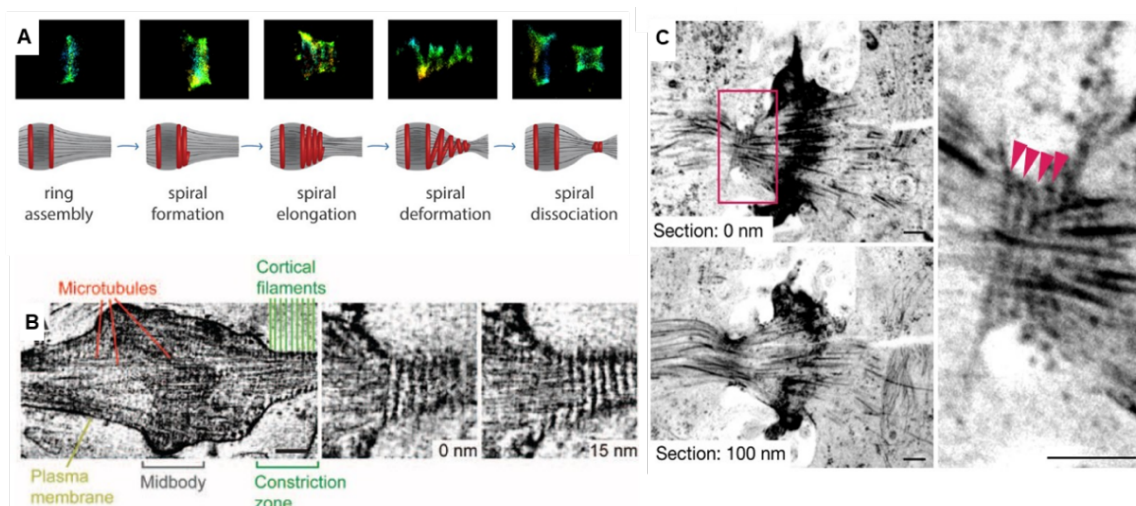 A
ring
assembly
spiral
formation
spiral
elongation
spiral
deformation
spiral
dissociation
B
Microtubules
Cortical
filaments
Plasma
membrane
Midbody
Constriction
zone
0 nm
15 nm
C
Section: 0 nm
Section: 100 nm